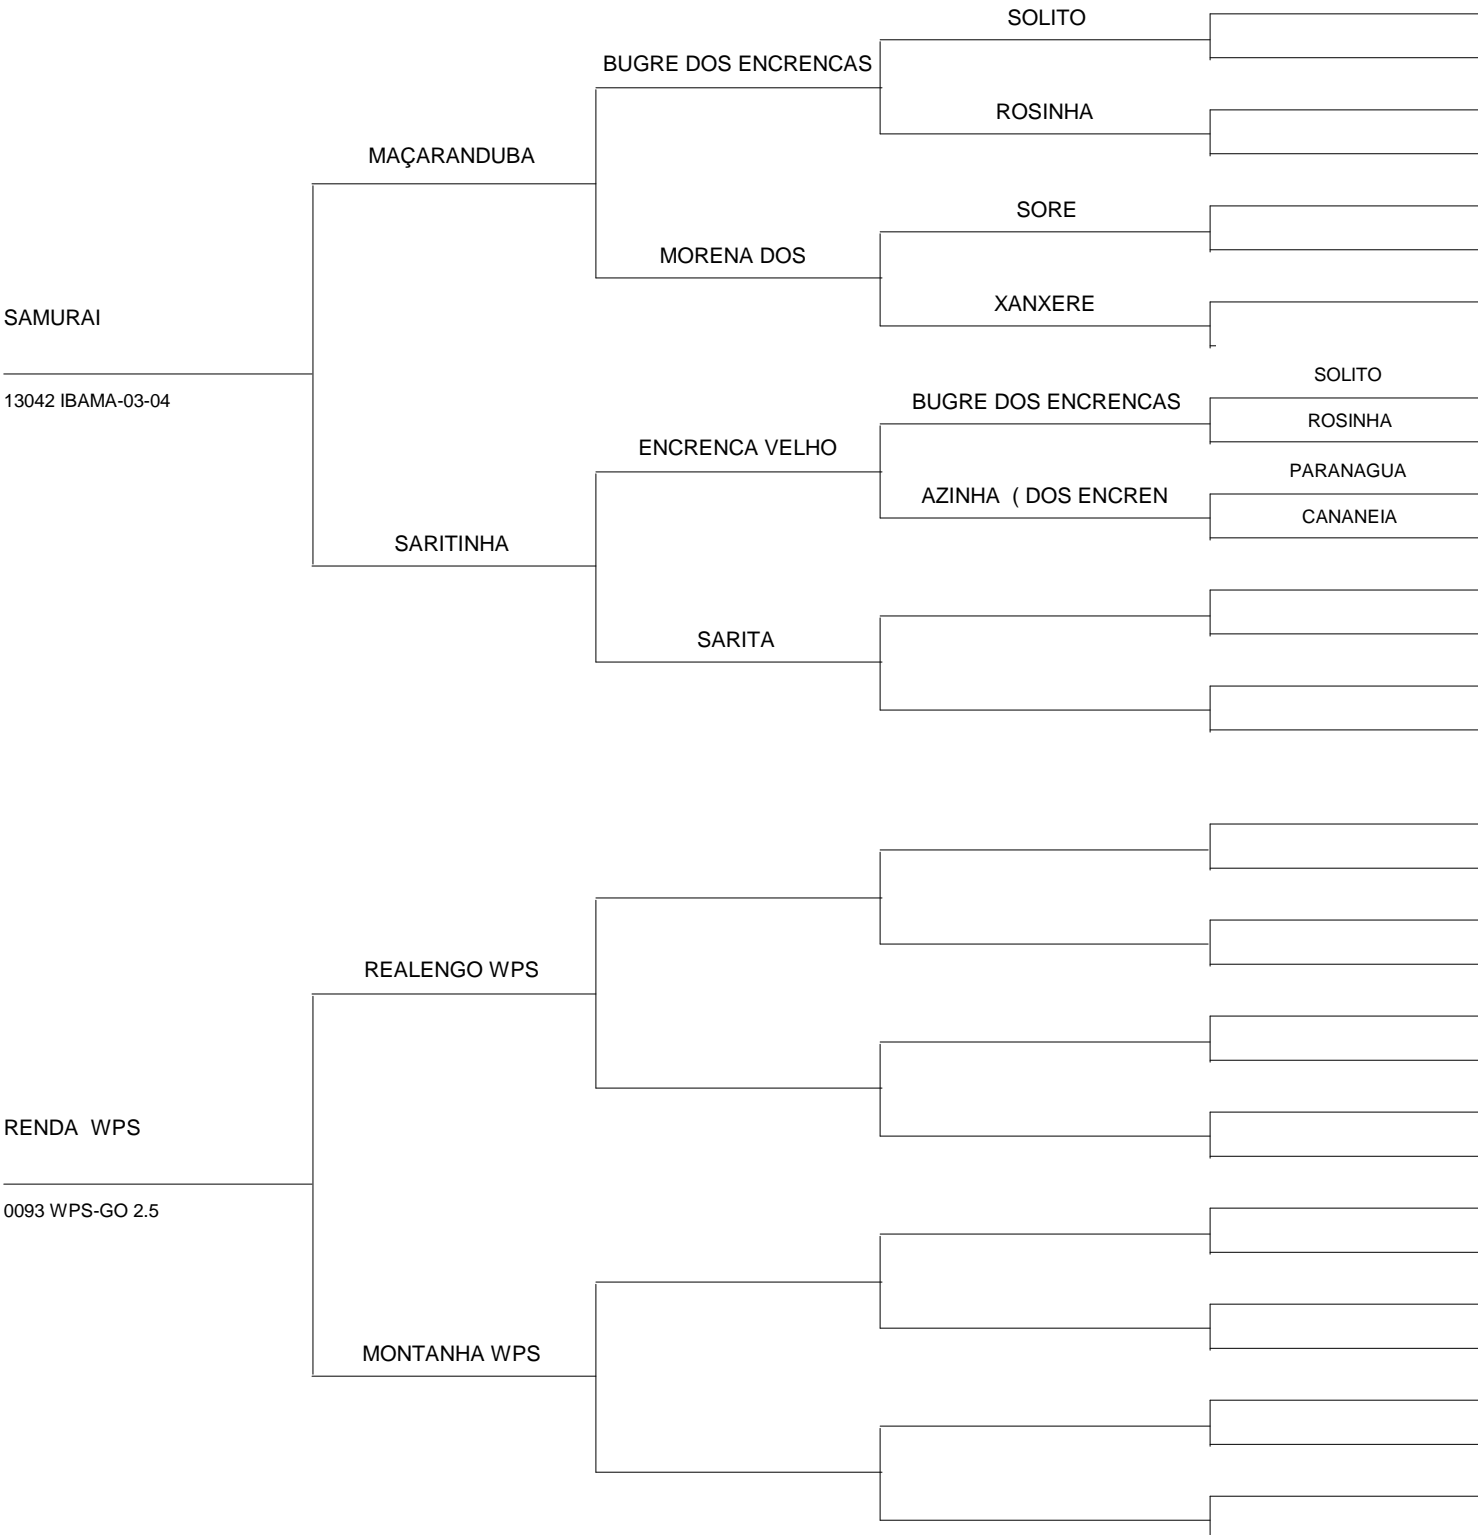 SOLITO
BUGRE DOS ENCRENCAS
ROSINHA
MAÇARANDUBA
SORE
MORENA DOS
XANXERE
SAMURAI
SOLITO
13042 IBAMA-03-04
BUGRE DOS ENCRENCAS
ROSINHA
ENCRENCA VELHO
PARANAGUA
AZINHA ( DOS ENCREN
CANANEIA
SARITINHA
SARITA
REALENGO WPS
RENDA WPS
0093 WPS-GO 2.5
MONTANHA WPS